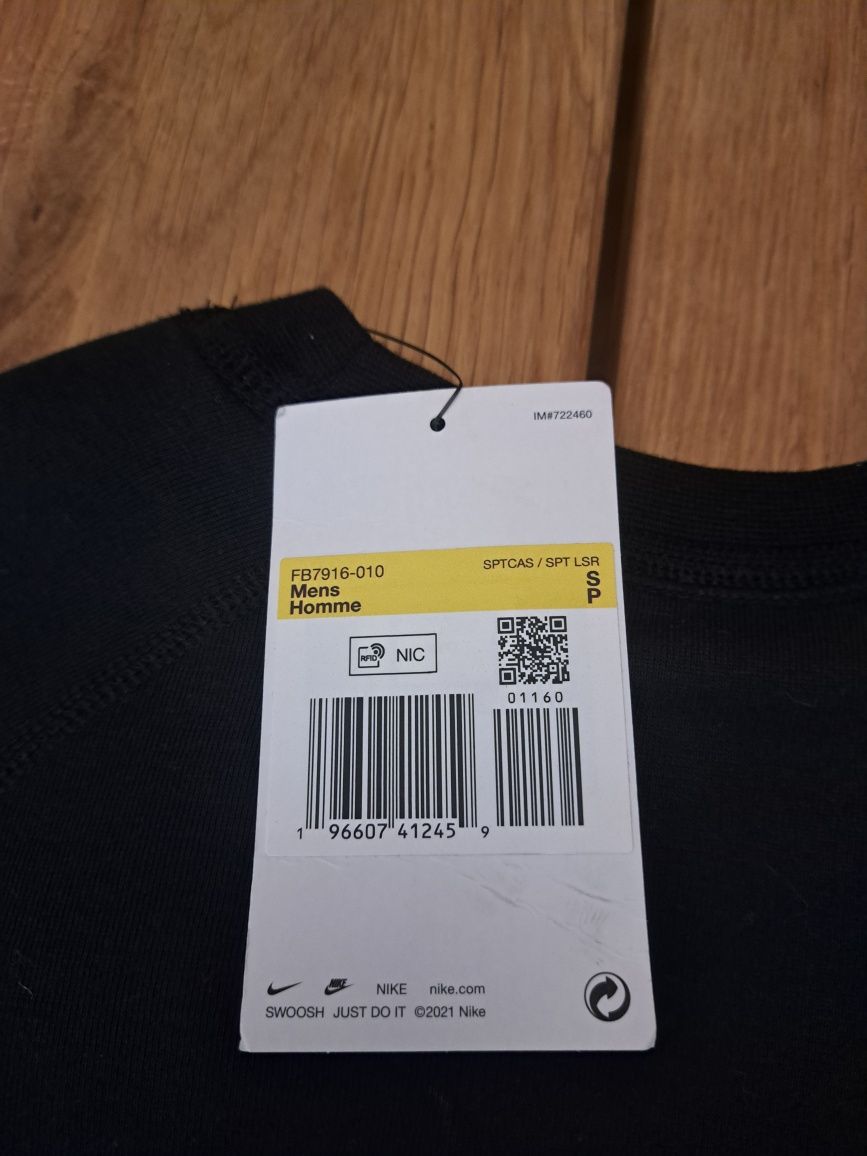 IM#722460
FB7916-010
SPTCAS / SPT LSR
Mens
S
Homme
P
RFID NIC
01160
1 96607 41245 9
NIKE NIKE nike.com
SWOOSH JUST DO IT ©2021 Nike